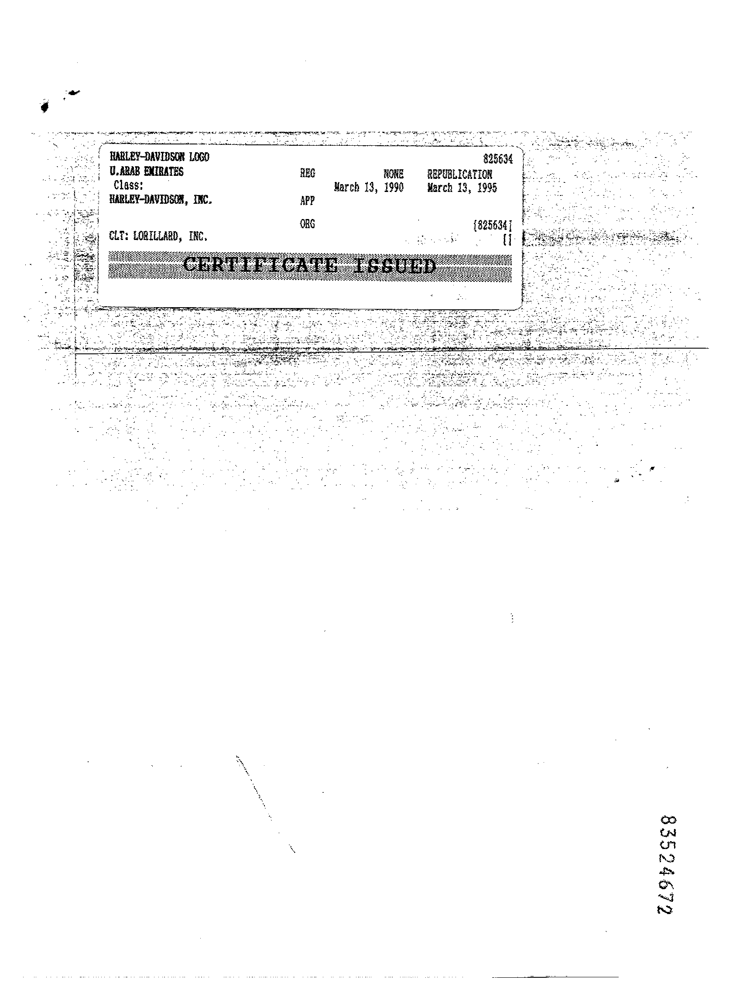 HARLEY-DAVIDSON LOGO 825634
U.ARAB EMIRATES REG NONE REPUBLICATION
Class: March 13, 1990 March 13, 1995
HARLEY-DAVIDSON, INC. APP
ORG [825634]
CLT: LORILLARD, INC. []
CERTIFICATE ISSUED
83524672